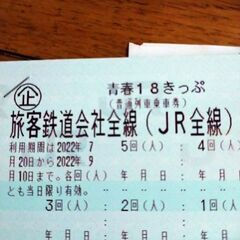 企
青春18きっぷ
(普通列車乗車券)
旅客鉄道会社全線(JR全線)
利用期間は2022年 7 5回(人) 4回(人)
月20日から2022年 9
月10日まで。各回(人) 年 月 日 年 月 日
とも当日限り有効。
3回(人) 2回(人) 1回(人)
年 月 日 年 月 日 年 月